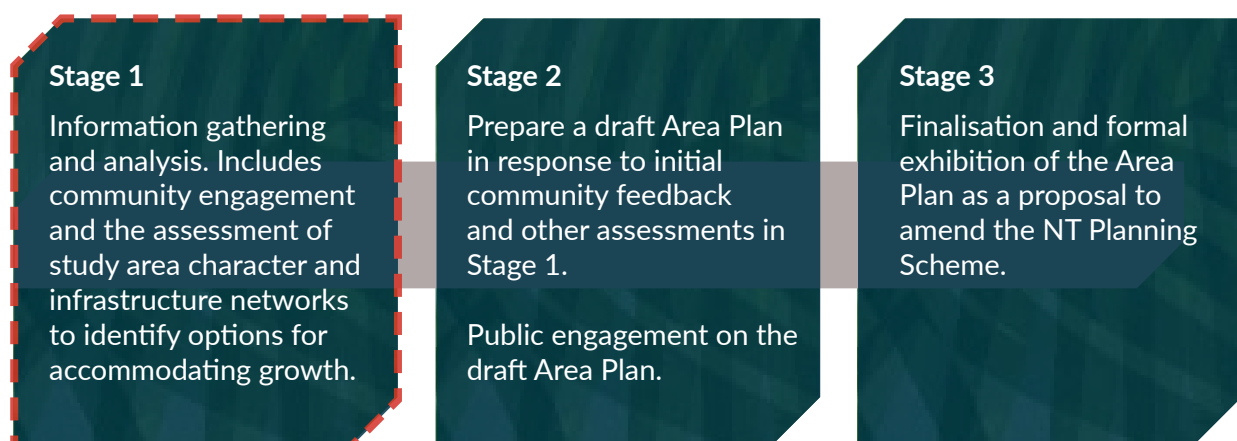 Stage 1
Information gathering
and analysis. Includes
community engagement
and the assessment of
study area character and
infrastructure networks
to identify options for
accommodating growth.
Stage 2
Prepare a draft Area Plan
in response to initial
community feedback
and other assessments in
Stage 1.
Public engagement on the
draft Area Plan.
Stage 3
Finalisation and formal
exhibition of the Area
Plan as a proposal to
amend the NT Planning
Scheme.